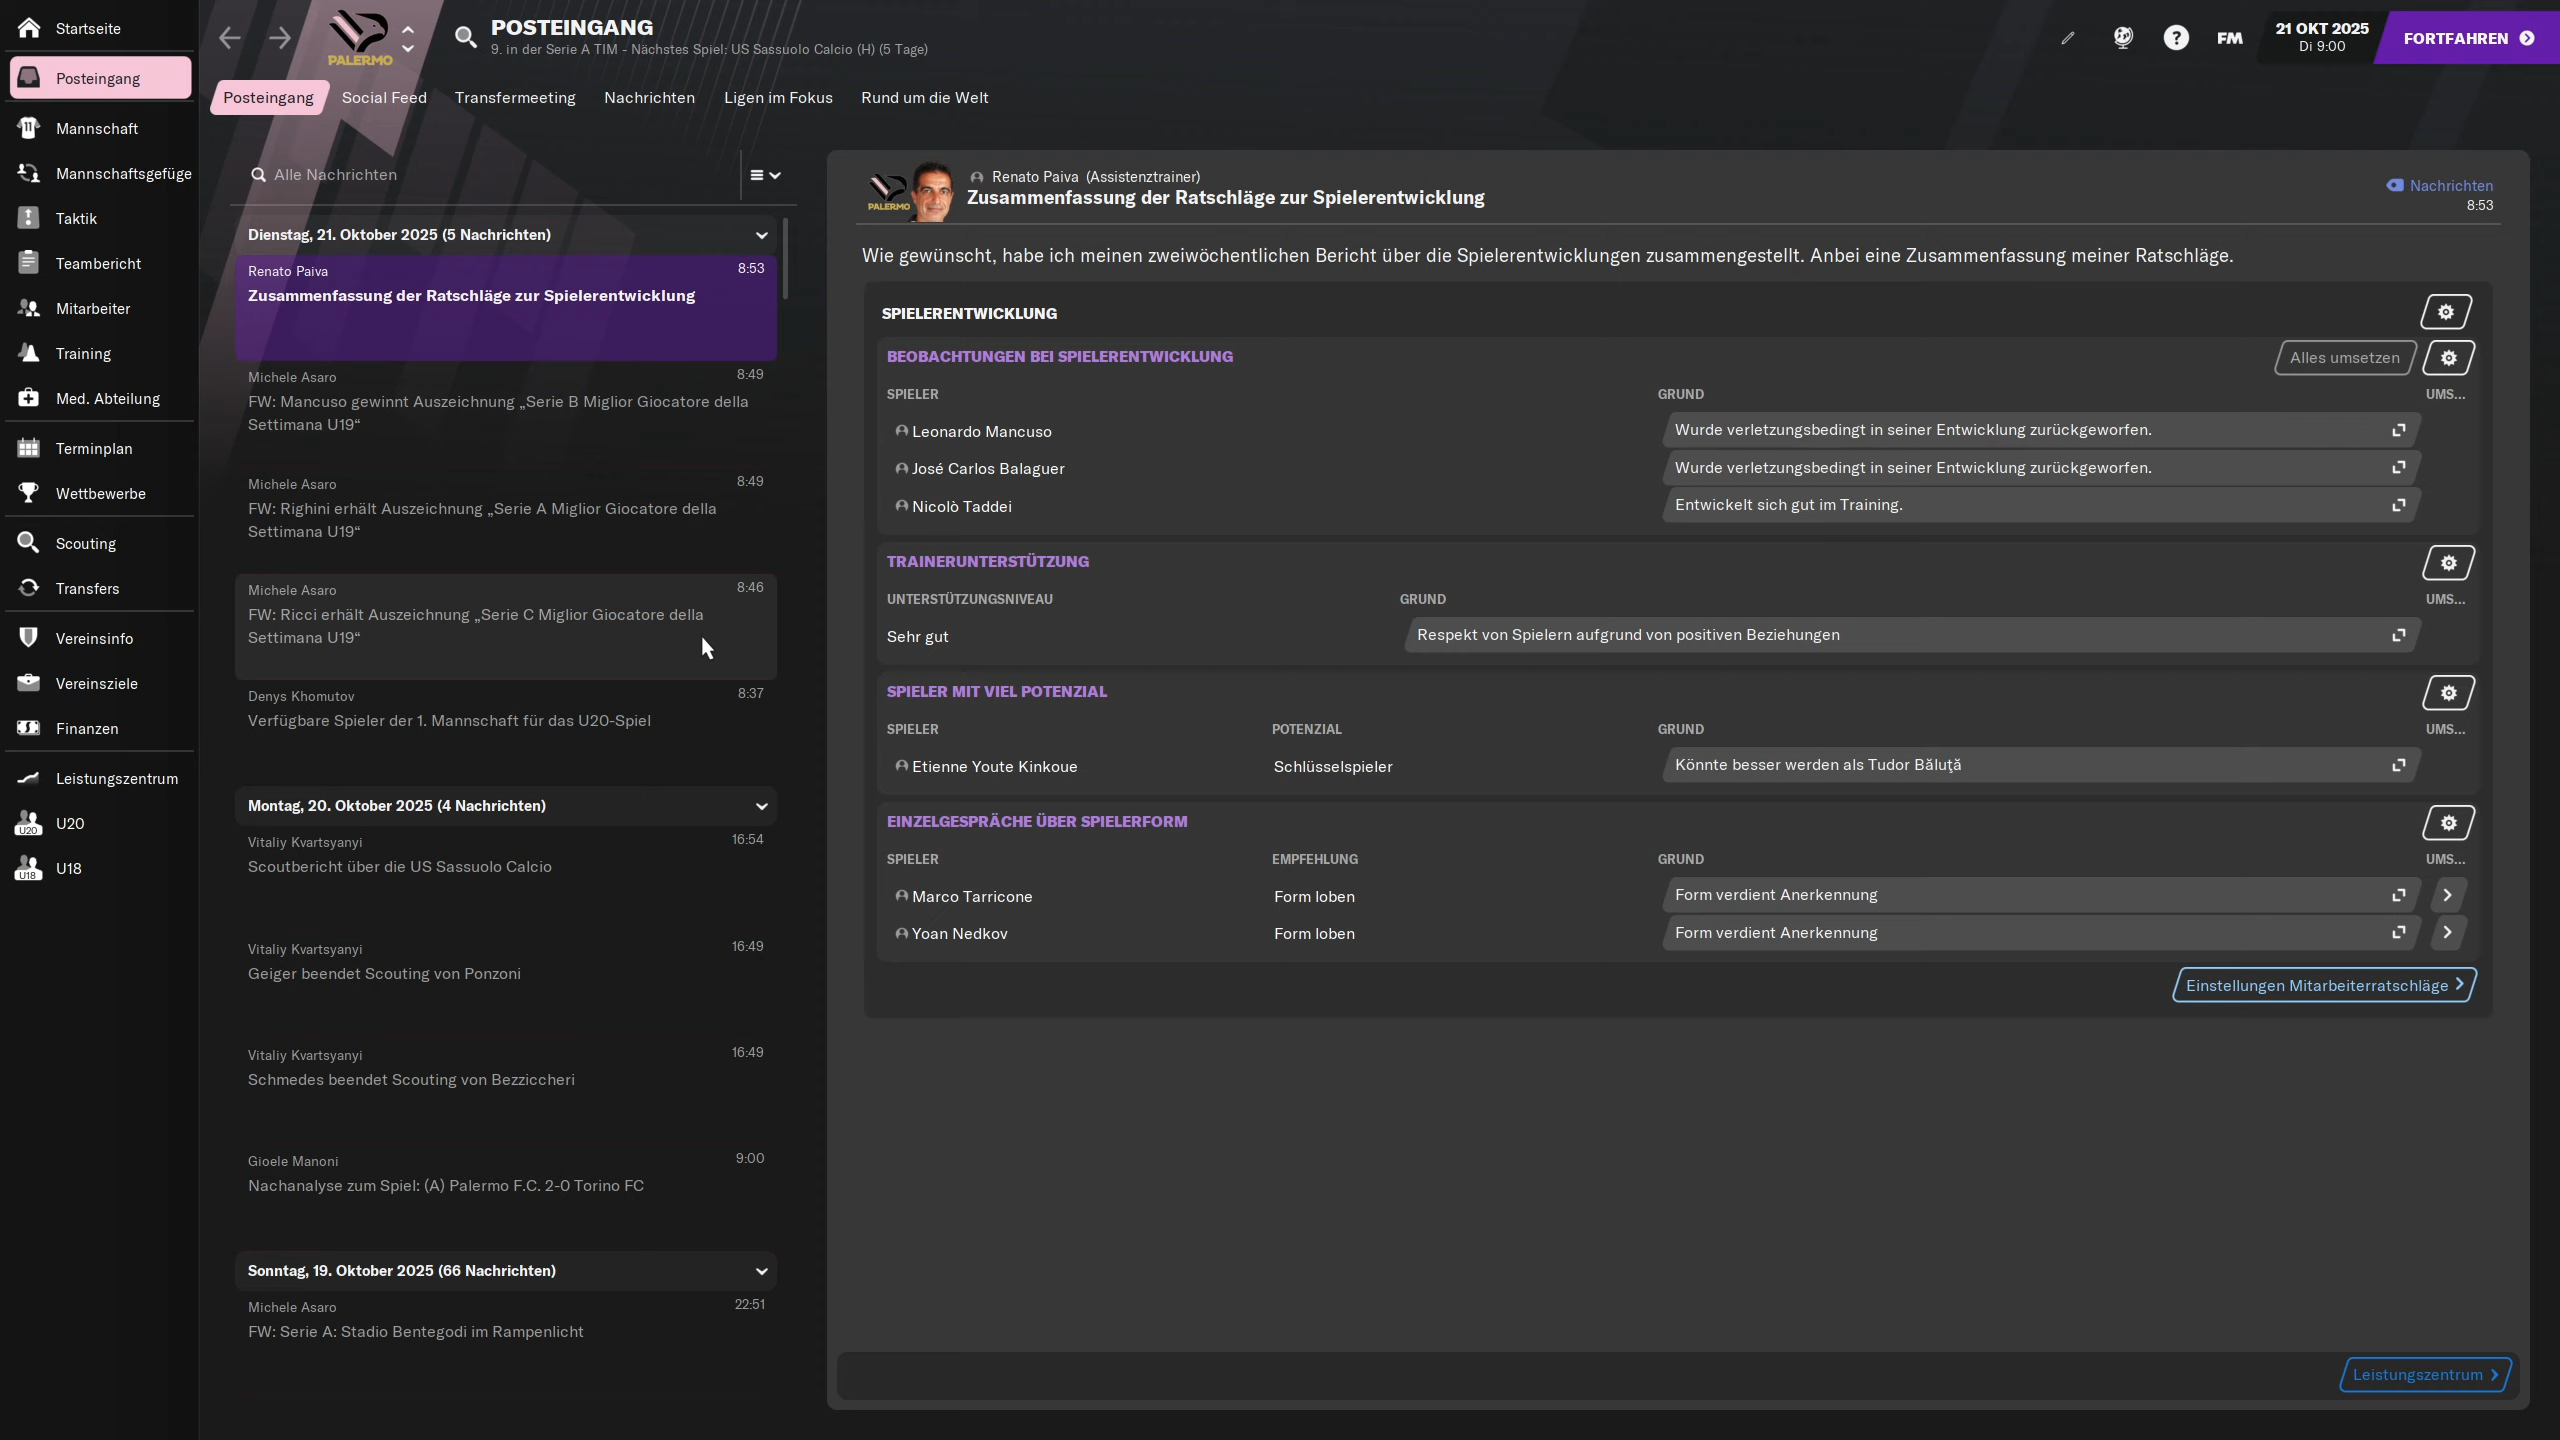 Startseite
Posteingang
Mannschaft
Mannschaftsgefüge
Taktik
Teambericht
Mitarbeiter
Training
Med. Abteilung
Terminplan
Wettbewerbe
Scouting
Transfers
Vereinsinfo
Vereinsziele
Finanzen
Leistungszentrum
U20
U20
U18
U18
PALERMO
POSTEINGANG
9. in der Serie A TIM - Nächstes Spiel: US Sassuolo Calcio (H) (5 Tage)
FM
21 OKT 2025
Di 9:00
FORTFAHREN
Posteingang
Social Feed
Transfermeeting
Nachrichten
Ligen im Fokus
Rund um die Welt
Alle Nachrichten
Dienstag, 21. Oktober 2025 (5 Nachrichten)
Renato Paiva 8:53
Zusammenfassung der Ratschläge zur Spielerentwicklung
Michele Asaro 8:49
FW: Mancuso gewinnt Auszeichnung „Serie B Miglior Giocatore della
Settimana U19“
Michele Asaro 8:49
FW: Righini erhält Auszeichnung „Serie A Miglior Giocatore della
Settimana U19“
Michele Asaro 8:46
FW: Ricci erhält Auszeichnung „Serie C Miglior Giocatore della
Settimana U19“
Denys Khomutov 8:37
Verfügbare Spieler der 1. Mannschaft für das U20-Spiel
Montag, 20. Oktober 2025 (4 Nachrichten)
Vitaliy Kvartsyanyi 16:54
Scoutbericht über die US Sassuolo Calcio
Vitaliy Kvartsyanyi 16:49
Geiger beendet Scouting von Ponzoni
Vitaliy Kvartsyanyi 16:49
Schmedes beendet Scouting von Bezziccheri
Gioele Manoni 9:00
Nachanalyse zum Spiel: (A) Palermo F.C. 2-0 Torino FC
Sonntag, 19. Oktober 2025 (66 Nachrichten)
Michele Asaro 22:51
FW: Serie A: Stadio Bentegodi im Rampenlicht
PALERMO
Renato Paiva (Assistenztrainer)
Zusammenfassung der Ratschläge zur Spielerentwicklung
Nachrichten
8:53
Wie gewünscht, habe ich meinen zweiwöchentlichen Bericht über die Spielerentwicklungen zusammengestellt. Anbei eine Zusammenfassung meiner Ratschläge.
SPIELERENTWICKLUNG
BEOBACHTUNGEN BEI SPIELERENTWICKLUNG
Alles umsetzen
SPIELER GRUND UMS...
Leonardo Mancuso Wurde verletzungsbedingt in seiner Entwicklung zurückgeworfen.
José Carlos Balaguer Wurde verletzungsbedingt in seiner Entwicklung zurückgeworfen.
Nicolò Taddei Entwickelt sich gut im Training.
TRAINERUNTERSTÜTZUNG
UNTERSTÜTZUNGSNIVEAU GRUND UMS...
Sehr gut Respekt von Spielern aufgrund von positiven Beziehungen
SPIELER MIT VIEL POTENZIAL
SPIELER POTENZIAL GRUND UMS...
Etienne Youte Kinkoue Schlüsselspieler Könnte besser werden als Tudor Băluţă
EINZELGESPRÄCHE ÜBER SPIELERFORM
SPIELER EMPFEHLUNG GRUND UMS...
Marco Tarricone Form loben Form verdient Anerkennung
Yoan Nedkov Form loben Form verdient Anerkennung
Einstellungen Mitarbeiterratschläge
Leistungszentrum